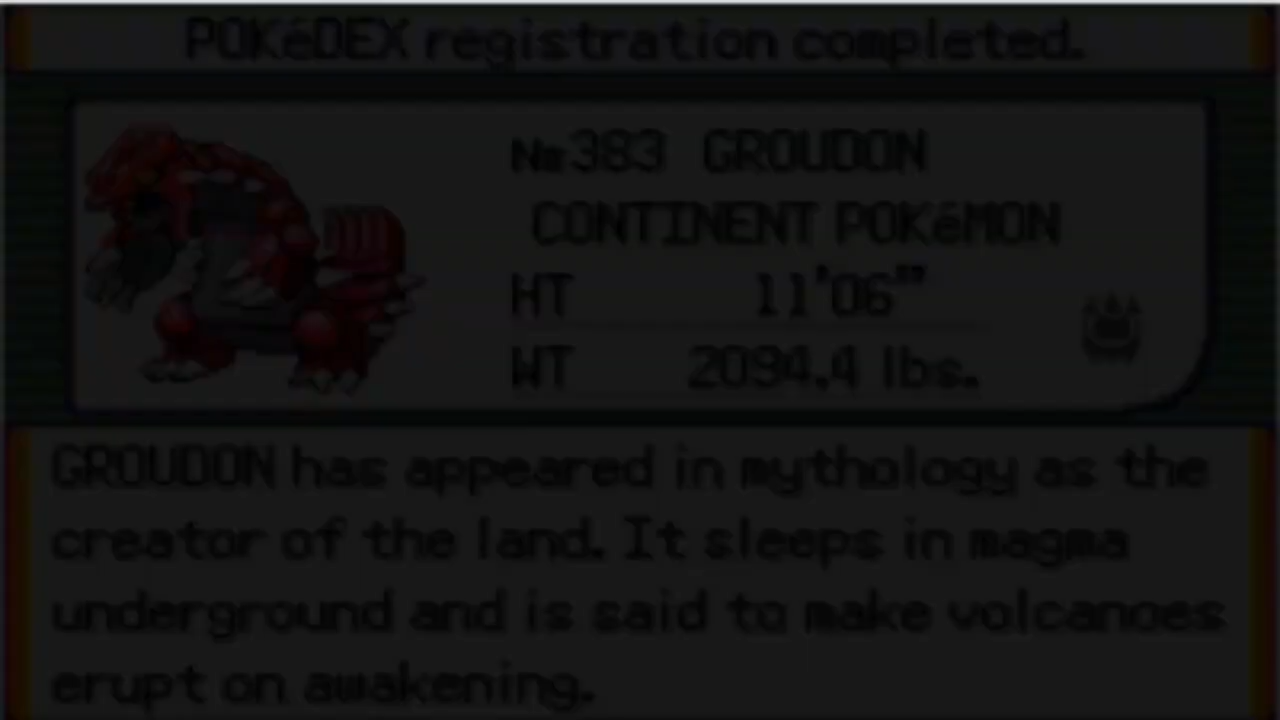 POKéDEX registration completed.
№383 GROUDON
CONTINENT POKéMON
HT 11'06"
WT 2094.4 lbs.
GROUDON has appeared in mythology as the
creator of the land. It sleeps in magma
underground and is said to make volcanoes
erupt on awakening.